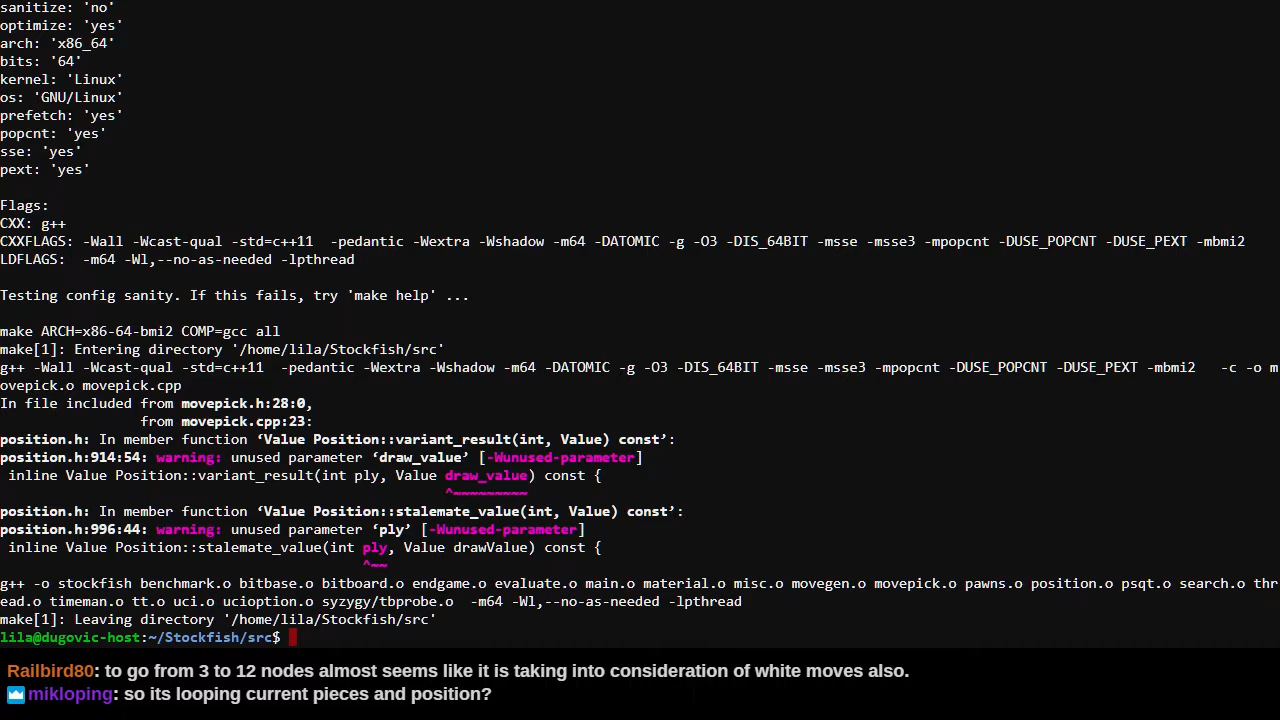 sanitize: 'no'
optimize: 'yes'
arch: 'x86_64'
bits: '64'
kernel: 'Linux'
os: 'GNU/Linux'
prefetch: 'yes'
popcnt: 'yes'
sse: 'yes'
pext: 'yes'
Flags:
CXX: g++
CXXFLAGS: -Wall -Wcast-qual -std=c++11  -pedantic -Wextra -Wshadow -m64 -DATOMIC -g -O3 -DIS_64BIT -msse -msse3 -mpopcnt -DUSE_POPCNT -DUSE_PEXT -mbmi2
LDFLAGS:  -m64 -Wl,--no-as-needed -lpthread
Testing config sanity. If this fails, try 'make help' ...
make ARCH=x86-64-bmi2 COMP=gcc all
make[1]: Entering directory '/home/lila/Stockfish/src'
g++ -Wall -Wcast-qual -std=c++11  -pedantic -Wextra -Wshadow -m64 -DATOMIC -g -O3 -DIS_64BIT -msse -msse3 -mpopcnt -DUSE_POPCNT -DUSE_PEXT -mbmi2   -c -o m
ovepick.o movepick.cpp
In file included from movepick.h:28:0,
                 from movepick.cpp:23:
position.h: In member function ‘Value Position::variant_result(int, Value) const’:
position.h:914:54: warning: unused parameter ‘draw_value’ [-Wunused-parameter]
 inline Value Position::variant_result(int ply, Value draw_value) const {
                                                      ^~~~~~~~~~
position.h: In member function ‘Value Position::stalemate_value(int, Value) const’:
position.h:996:44: warning: unused parameter ‘ply’ [-Wunused-parameter]
 inline Value Position::stalemate_value(int ply, Value drawValue) const {
                                            ^~~
g++ -o stockfish benchmark.o bitbase.o bitboard.o endgame.o evaluate.o main.o material.o misc.o movegen.o movepick.o pawns.o position.o psqt.o search.o thr
ead.o timeman.o tt.o uci.o ucioption.o syzygy/tbprobe.o  -m64 -Wl,--no-as-needed -lpthread
make[1]: Leaving directory '/home/lila/Stockfish/src'
lila@dugovic-host:~/Stockfish/src$
Railbird80: to go from 3 to 12 nodes almost seems like it is taking into consideration of white moves also.
mikloping: so its looping current pieces and position?